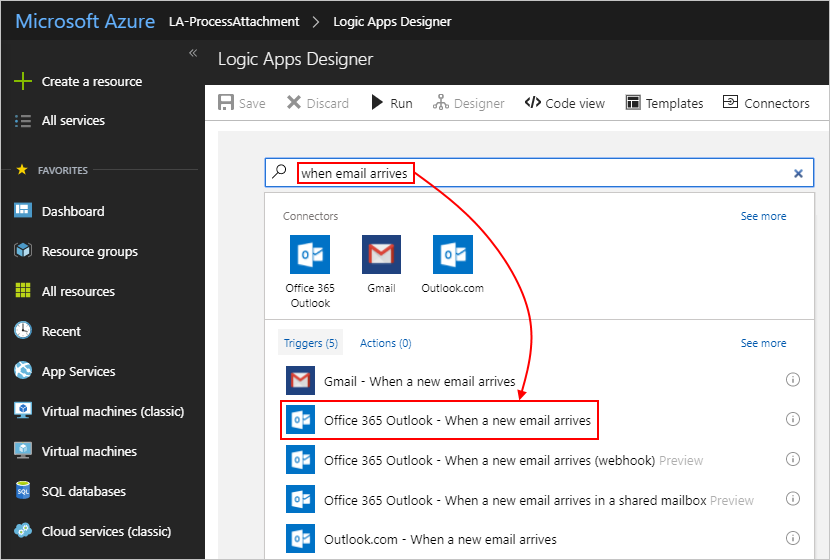 Microsoft Azure LA-ProcessAttachment > Logic Apps Designer
«
Create a resource
All services
FAVORITES
Dashboard
Resource groups
All resources
Recent
App Services
Virtual machines (classic)
Virtual machines
SQL databases
Cloud services (classic)
Logic Apps Designer
Save Discard Run Designer Code view Templates Connectors
when email arrives
Connectors See more
Office 365
Outlook
Gmail
Outlook.com
Triggers (5) Actions (0) See more
Gmail - When a new email arrives
Office 365 Outlook - When a new email arrives
Office 365 Outlook - When a new email arrives (webhook) Preview
Office 365 Outlook - When a new email arrives in a shared mailbox Preview
Outlook.com - When a new email arrives